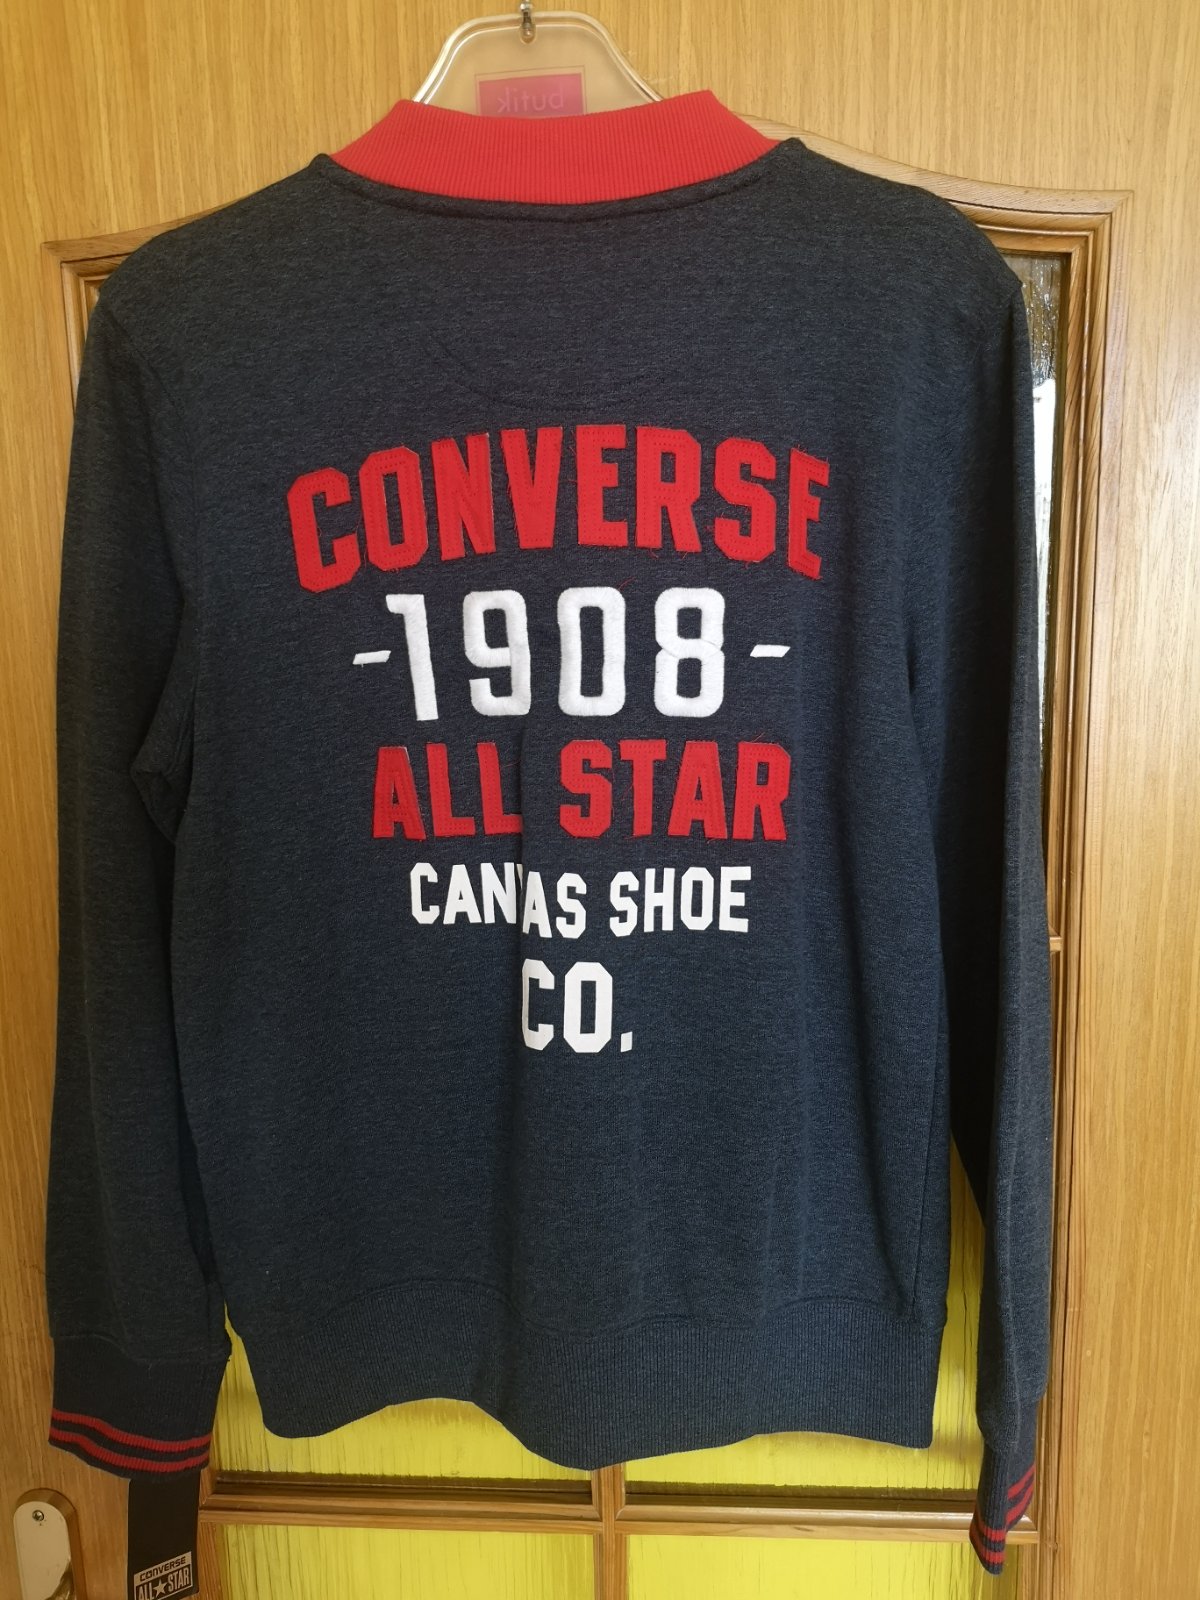 butik
CONVERSE
-1908-
ALL STAR
CANVAS SHOE
CO.
CONVERSE
ALL★STAR